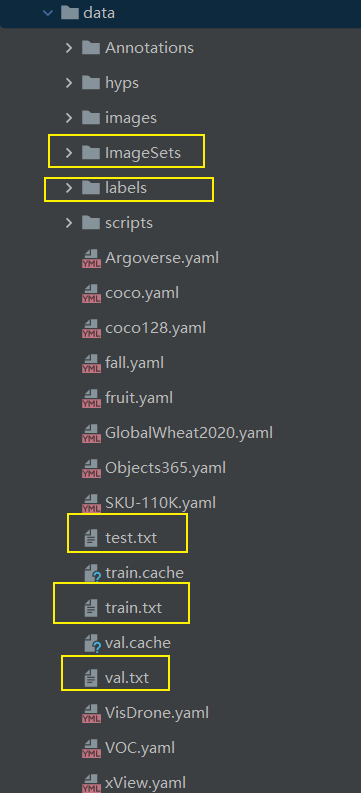 data
Annotations
hyps
images
ImageSets
labels
scripts
Argoverse.yaml
coco.yaml
coco128.yaml
fall.yaml
fruit.yaml
GlobalWheat2020.yaml
Objects365.yaml
SKU-110K.yaml
test.txt
train.cache
train.txt
val.cache
val.txt
VisDrone.yaml
VOC.yaml
xView.yaml